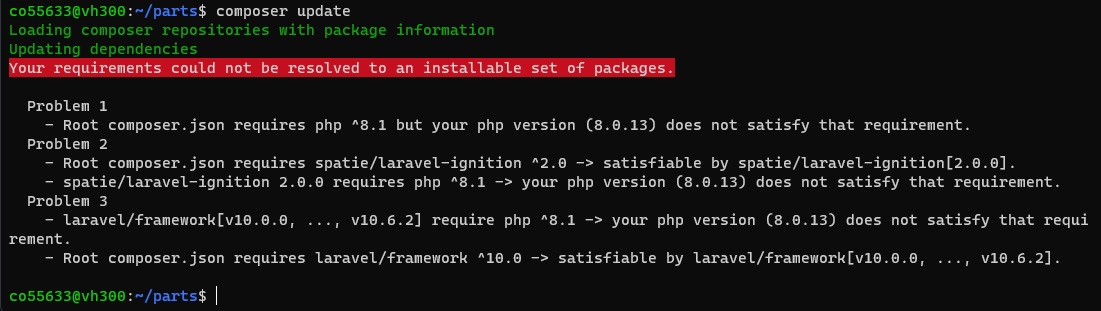 co55633@vh300:~/parts$ composer update
Loading composer repositories with package information
Updating dependencies
Your requirements could not be resolved to an installable set of packages.
Problem 1
- Root composer.json requires php ^8.1 but your php version (8.0.13) does not satisfy that requirement.
Problem 2
- Root composer.json requires spatie/laravel-ignition ^2.0 -> satisfiable by spatie/laravel-ignition[2.0.0].
- spatie/laravel-ignition 2.0.0 requires php ^8.1 -> your php version (8.0.13) does not satisfy that requirement.
Problem 3
- laravel/framework[v10.0.0, ..., v10.6.2] require php ^8.1 -> your php version (8.0.13) does not satisfy that requi
rement.
- Root composer.json requires laravel/framework ^10.0 -> satisfiable by laravel/framework[v10.0.0, ..., v10.6.2].
co55633@vh300:~/parts$